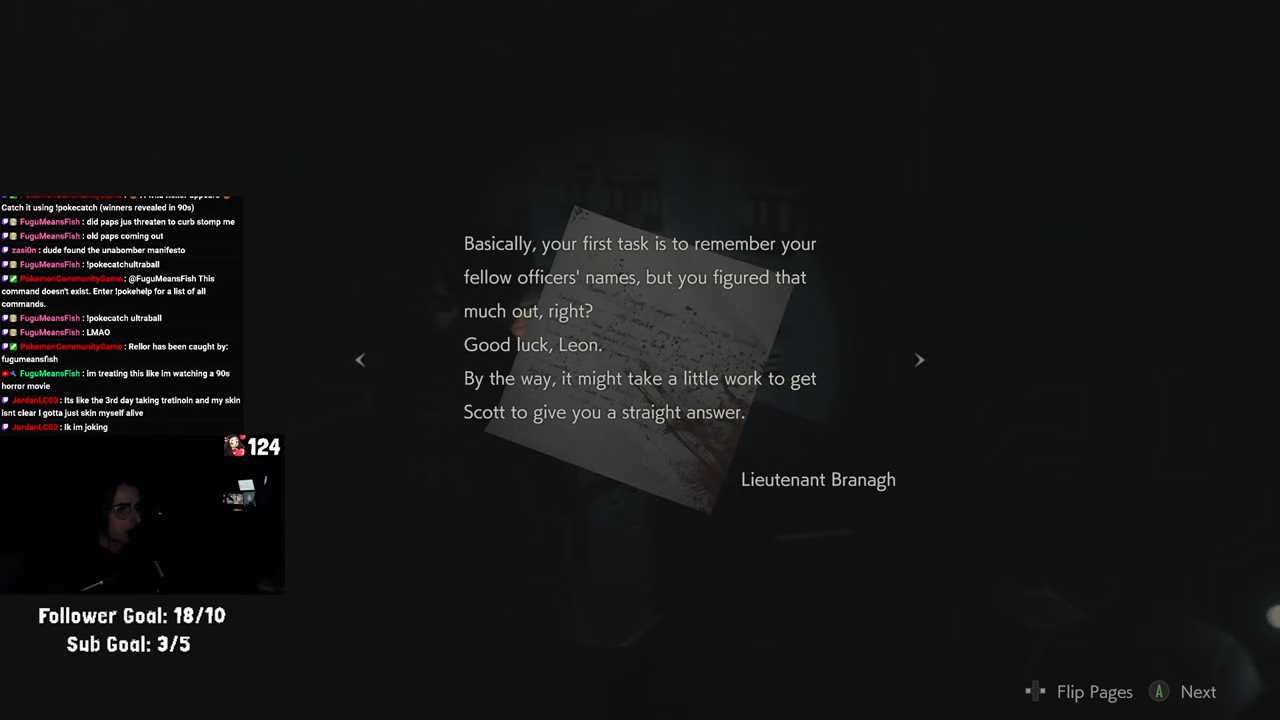 Catch it using !pokecatch (winners revealed in 90s)
FuguMeansFish : did paps jus threaten to curb stomp me
FuguMeansFish : old paps coming out
zasi0n : dude found the unabomber manifesto
FuguMeansFish : !pokecatchultraball
PokemonCommunityGame : @FuguMeansFish This
command doesn't exist. Enter !pokehelp for a list of all
commands.
FuguMeansFish : !pokecatch ultraball
FuguMeansFish : LMAO
PokemonCommunityGame : Rellor has been caught by:
fugumeansfish
FuguMeansFish : im treating this like im watching a 90s
horror movie
JordanLC03 : Its like the 3rd day taking tretinoin and my skin
isnt clear I gotta just skin myself alive
JordanLC03 : Ik im joking
124
Follower Goal: 18/10
Sub Goal: 3/5
Basically, your first task is to remember your
fellow officers' names, but you figured that
much out, right?
Good luck, Leon.
By the way, it might take a little work to get
Scott to give you a straight answer.
Lieutenant Branagh
Flip Pages
A Next